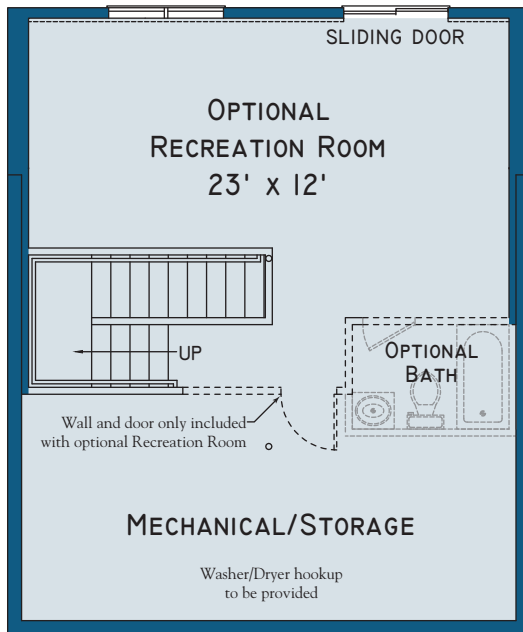 SLIDING DOOR
OPTIONAL
RECREATION ROOM
23' x 12'
UP
OPTIONAL
BATH
Wall and door only included
with optional Recreation Room
MECHANICAL/STORAGE
Washer/Dryer hookup
to be provided